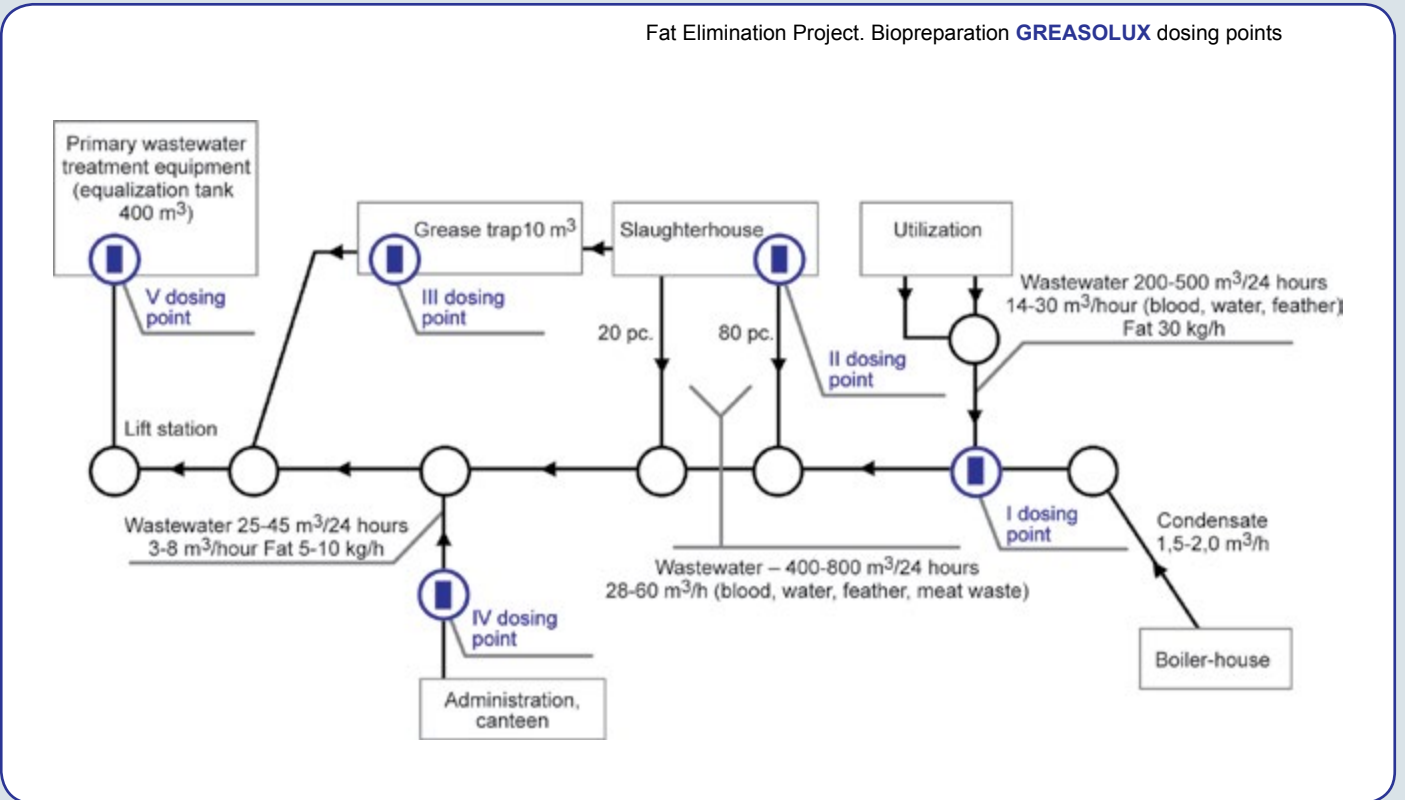 Fat Elimination Project. Biopreparation GREASOLUX dosing points
Primary wastewater
treatment equipment
(equalization tank
400 m³)
V dosing
point
Grease trap10 m³
III dosing
point
Slaughterhouse
20 pc.
80 pc.
II dosing
point
Utilization
Wastewater 200-500 m³/24 hours
14-30 m³/hour (blood, water, feather)
Fat 30 kg/h
Lift station
Wastewater 25-45 m³/24 hours
3-8 m³/hour Fat 5-10 kg/h
IV dosing
point
Administration,
canteen
Wastewater – 400-800 m³/24 hours
28-60 m³/h (blood, water, feather, meat waste)
I dosing
point
Condensate
1,5-2,0 m³/h
Boiler-house